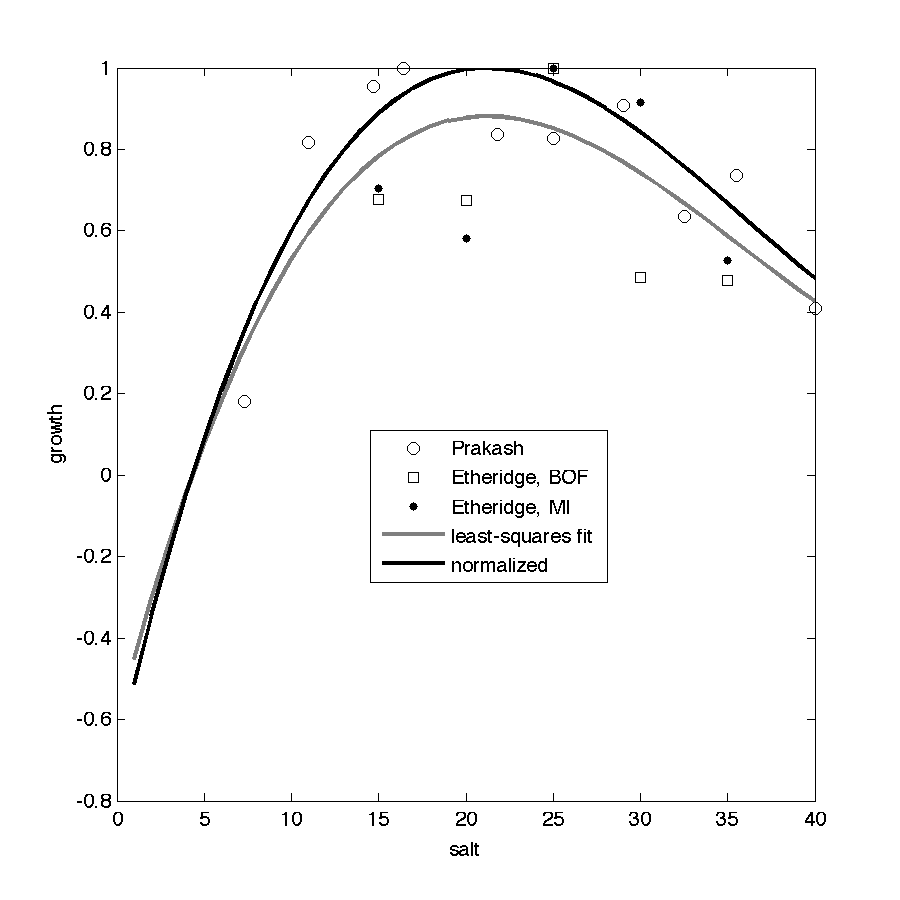 1
0.8
0.6
0.4
0.2
0
-0.2
-0.4
-0.6
-0.8
growth
Prakash
Etheridge, BOF
Etheridge, MI
least-squares fit
normalized
0 5 10 15 20 25 30 35 40
salt